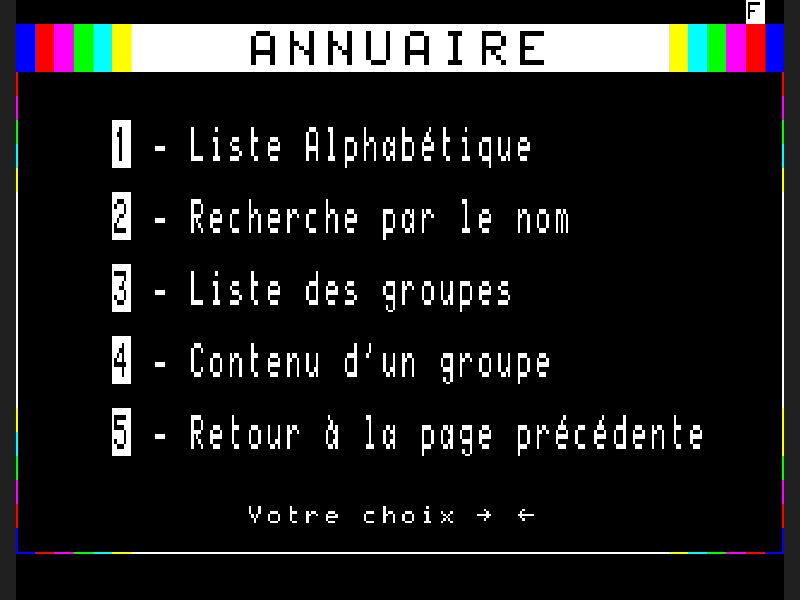 F
ANNUAIRE
1 - Liste Alphabétique
2 - Recherche par le nom
3 - Liste des groupes
4 - Contenu d'un groupe
5 - Retour à la page précédente
Votre choix → ←